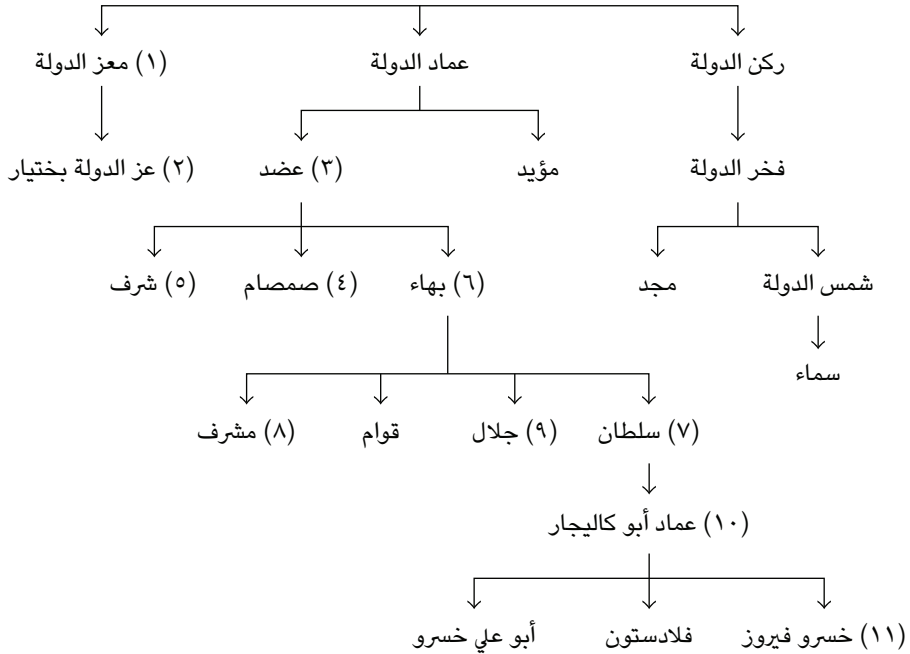 ركن الدولة عماد الدولة (١) معز الدولة
فخر الدولة مؤيد (٣) عضد (٢) عز الدولة بختيار
شمس الدولة مجد (٦) بهاء (٤) صمصام (٥) شرف
سماء
(٧) سلطان (٩) جلال قوام (٨) مشرف
(١٠) عماد أبو كاليجار
(١١) خسرو فيروز فلادستون أبو علي خسرو